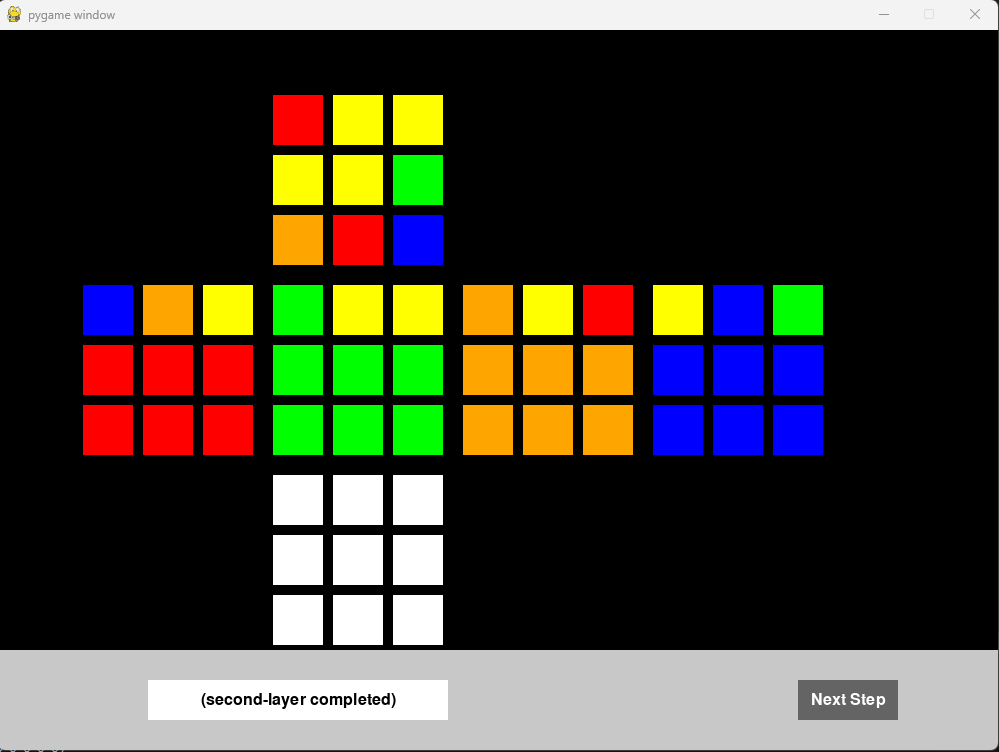 pygame window
(second-layer completed)
Next Step